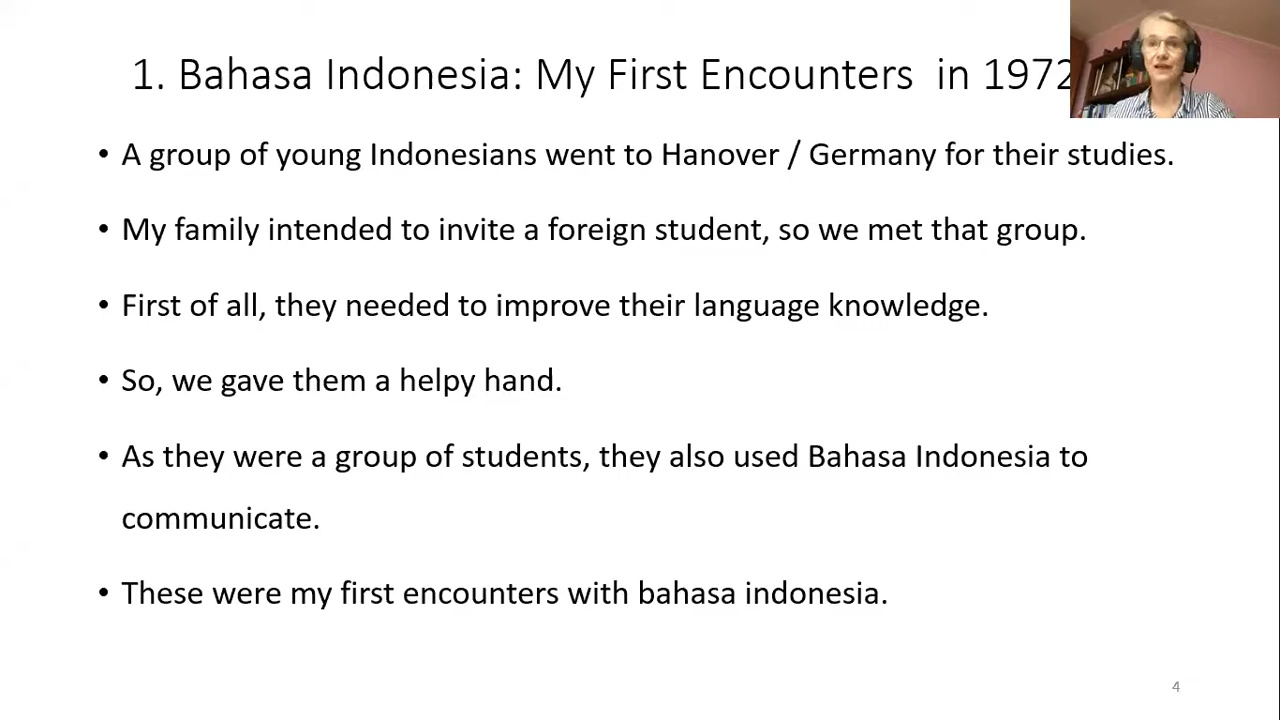 1. Bahasa Indonesia: My First Encounters in 1972
• A group of young Indonesians went to Hanover / Germany for their studies.
• My family intended to invite a foreign student, so we met that group.
• First of all, they needed to improve their language knowledge.
• So, we gave them a helpy hand.
• As they were a group of students, they also used Bahasa Indonesia to
communicate.
• These were my first encounters with bahasa indonesia.
4